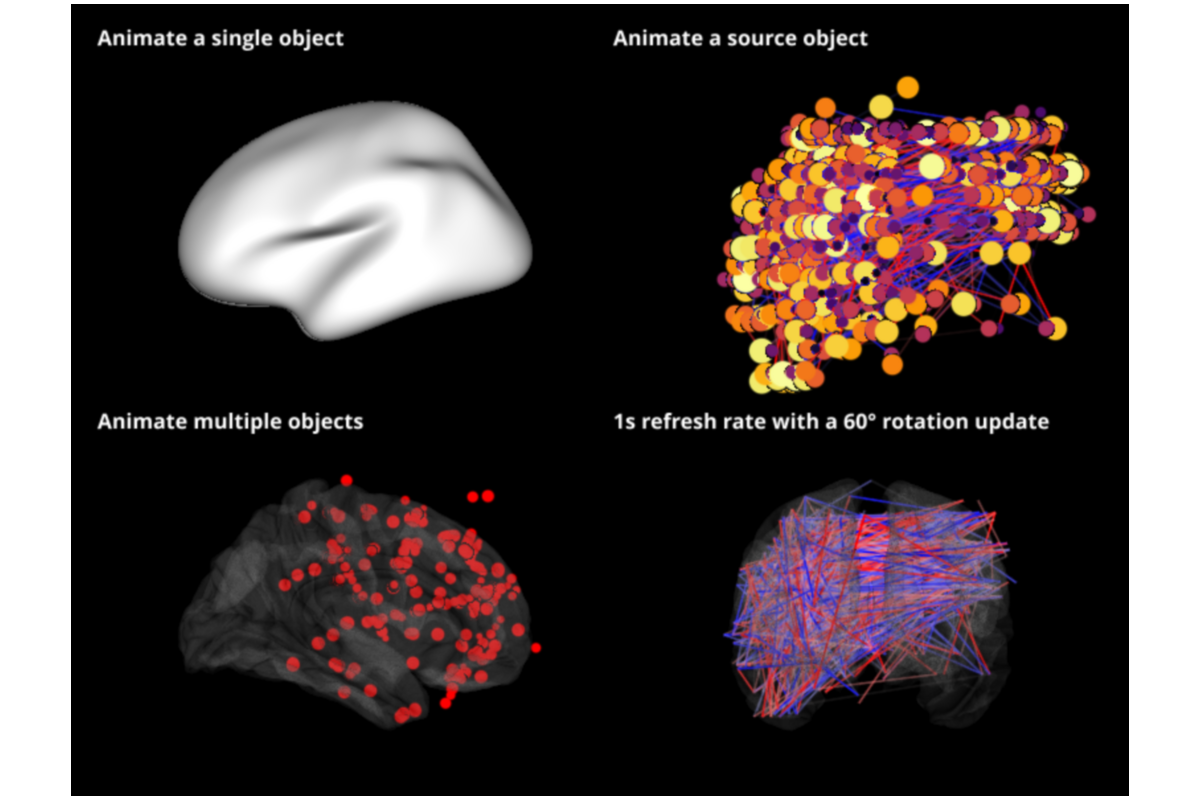 Animate a single object
Animate a source object
Animate multiple objects
1s refresh rate with a 60° rotation update